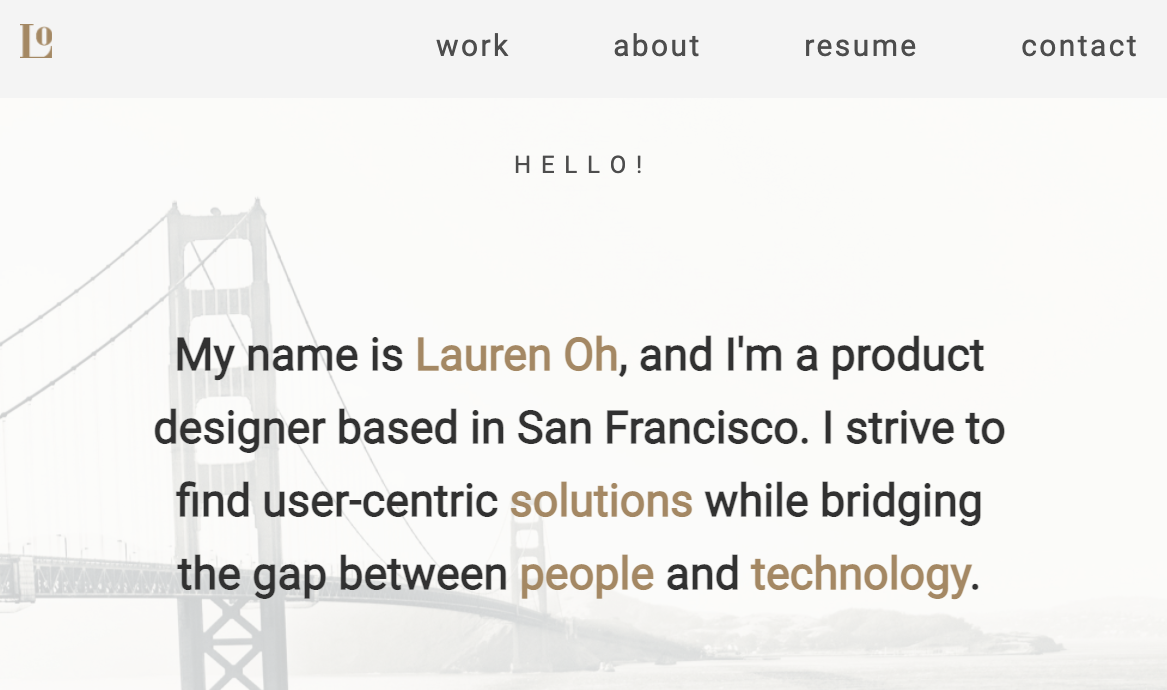 Lo
work about resume contact
HELLO!
My name is Lauren Oh, and I'm a product
designer based in San Francisco. I strive to
find user-centric solutions while bridging
the gap between people and technology.